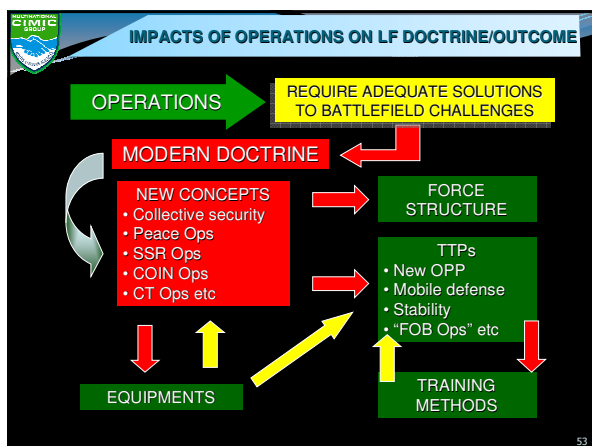 MULTINATIONAL
CIMIC
GROUP
IMPACTS OF OPERATIONS ON LF DOCTRINE/OUTCOME
OPERATIONS
REQUIRE ADEQUATE SOLUTIONS
TO BATTLEFIELD CHALLENGES
MODERN DOCTRINE
NEW CONCEPTS
• Collective security
• Peace Ops
• SSR Ops
• COIN Ops
• CT Ops etc
FORCE
STRUCTURE
TTPs
• New OPP
• Mobile defense
• Stability
• “FOB Ops” etc
EQUIPMENTS
TRAINING
METHODS
53